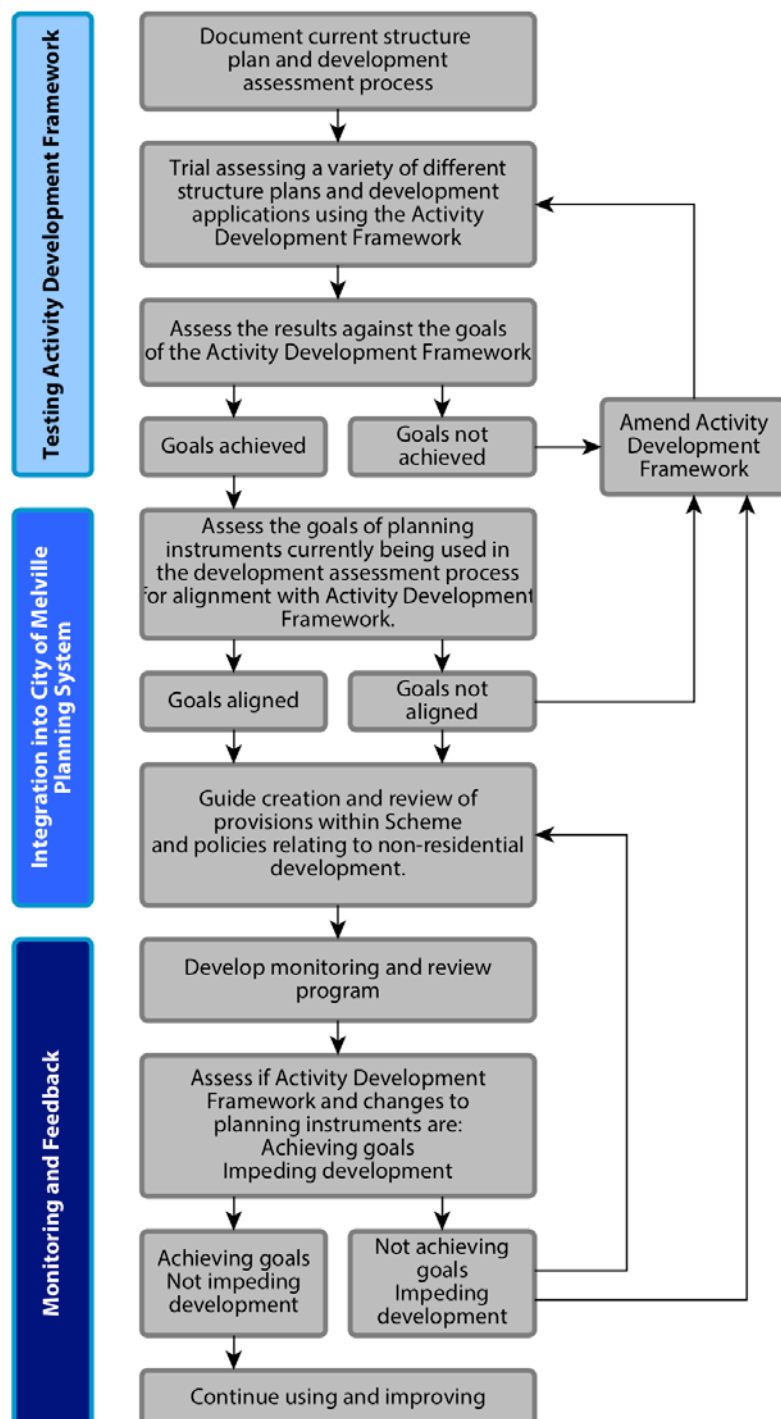 Testing Activity Development Framework
Document current structure
plan and development
assessment process
Trial assessing a variety of different
structure plans and development
applications using the Activity
Development Framework
Assess the results against the goals
of the Activity Development Framework
Goals achieved
Goals not
achieved
Amend Activity
Development
Framework
Integration into City of Melville
Planning System
Assess the goals of planning
instruments currently being used in
the development assessment process
for alignment with Activity Development
Framework.
Goals aligned
Goals not
aligned
Guide creation and review of
provisions within Scheme
and policies relating to non-residential
development.
Monitoring and Feedback
Develop monitoring and review
program
Assess if Activity Development
Framework and changes to
planning instruments are:
Achieving goals
Impeding development
Achieving goals
Not impeding
development
Not achieving
goals
Impeding
development
Continue using and improving